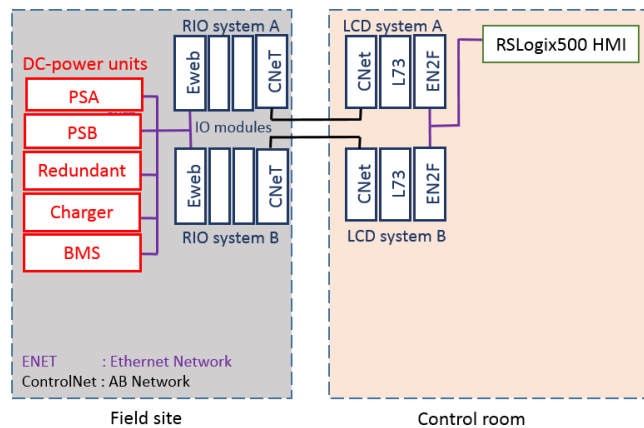 RIO system A
LCD system A
RSLogix500 HMI
DC-power units
Eweb
CNeT
CNet
L73
EN2F
PSA
PSB
Redundant
Charger
BMS
IO modules
Eweb
CNeT
CNet
L73
EN2F
RIO system B
LCD system B
ENET : Ethernet Network
ControlNet : AB Network
Field site
Control room